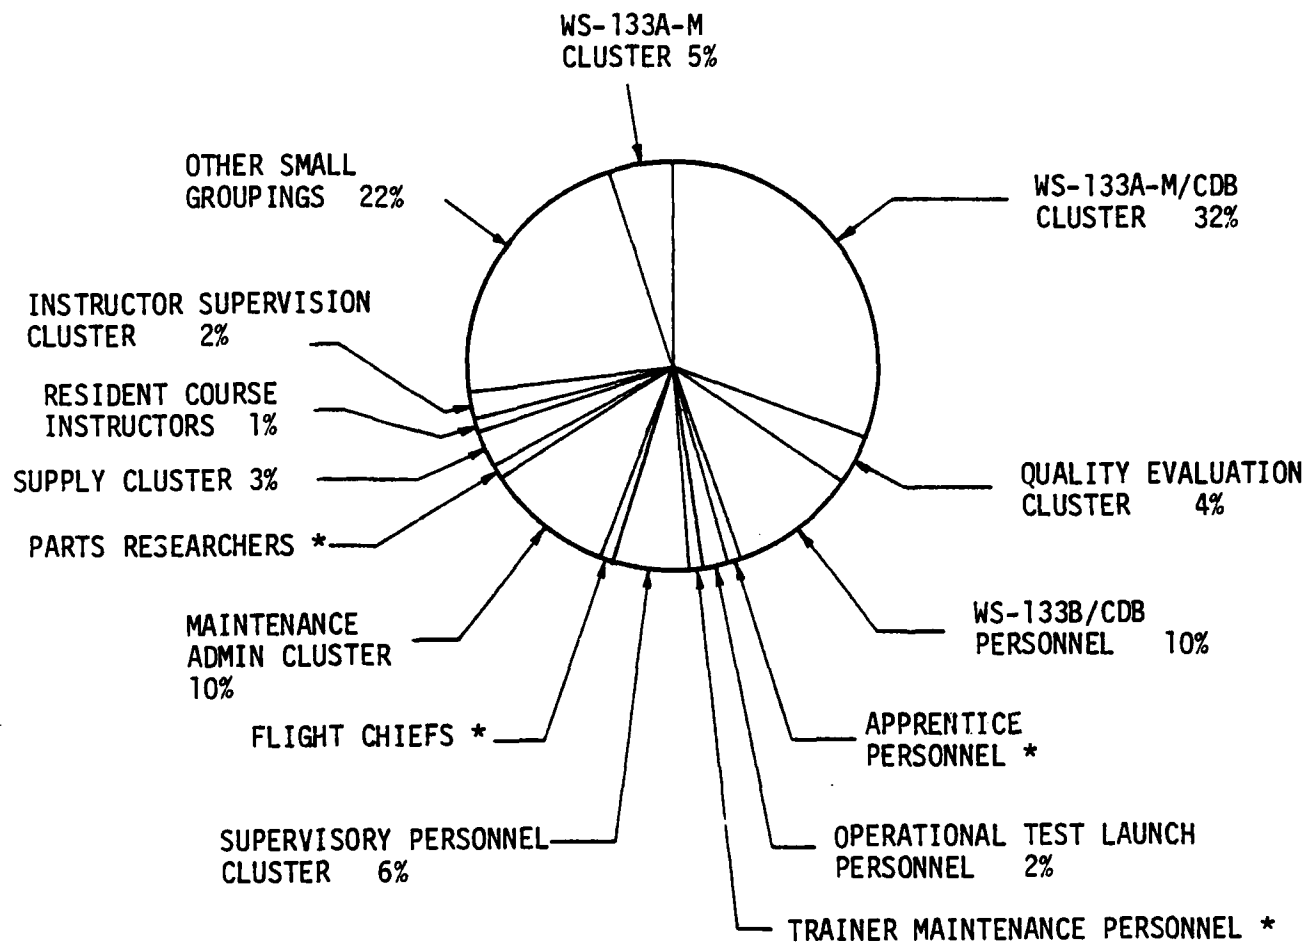 WS-133A-M
CLUSTER 5%
OTHER SMALL
GROUPINGS 22%
WS-133A-M/CDB
CLUSTER 32%
INSTRUCTOR SUPERVISION
CLUSTER 2%
RESIDENT COURSE
INSTRUCTORS 1%
SUPPLY CLUSTER 3%
QUALITY EVALUATION
CLUSTER 4%
PARTS RESEARCHERS *
MAINTENANCE
ADMIN CLUSTER
10%
WS-133B/CDB
PERSONNEL 10%
FLIGHT CHIEFS *
APPRENTICE
PERSONNEL *
SUPERVISORY PERSONNEL
CLUSTER 6%
OPERATIONAL TEST LAUNCH
PERSONNEL 2%
TRAINER MAINTENANCE PERSONNEL *